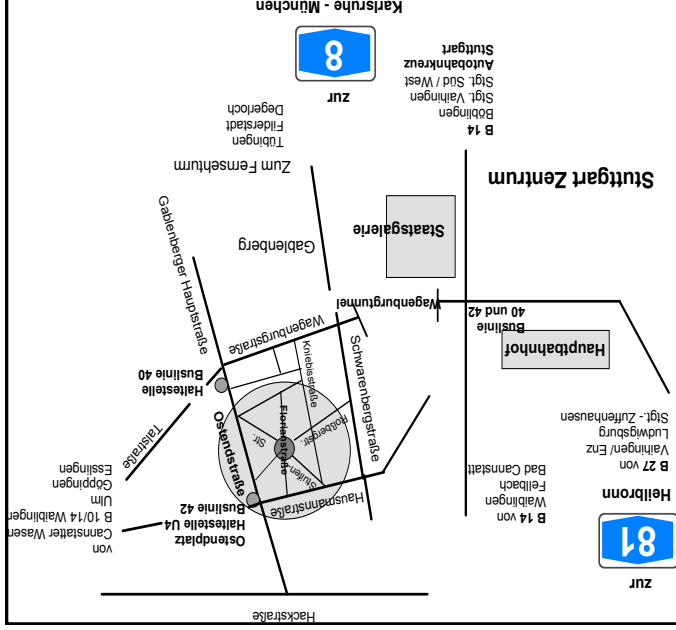 Hackstraße
zur
81
Heilbronn
B 27 von
Vaihingen/ Enz
Ludwigsburg
Stgt.- Zuffenhausen
B 14 von
Waiblingen
Fellbach
Bad Cannstatt
Ostendplatz
Haltestelle U4
Buslinie 42
von
Cannstatter Wasen
B 10/14 Waiblingen
Ulm
Göppingen
Esslingen
Hausmannstraße
Stuifen
Str.
Roßbergstr.
Florianstraße
Ostendstraße
Talstraße
Schwarenbergstraße
Kniebisstraße
Haltestelle
Buslinie 40
Wagenburgstraße
Hauptbahnhof
Buslinie
40 und 42
Wagenburgtunnel
Gablenberger Hauptstraße
Gablenberg
Staatsgalerie
Stuttgart Zentrum
Zum Fernsehturm
Tübingen
Filderstadt
Degerloch
B 14
Böblingen
Stgt. Vaihingen
Stgt. Süd / West
Autobahnkreuz
Stuttgart
zur
8
Karlsruhe - München